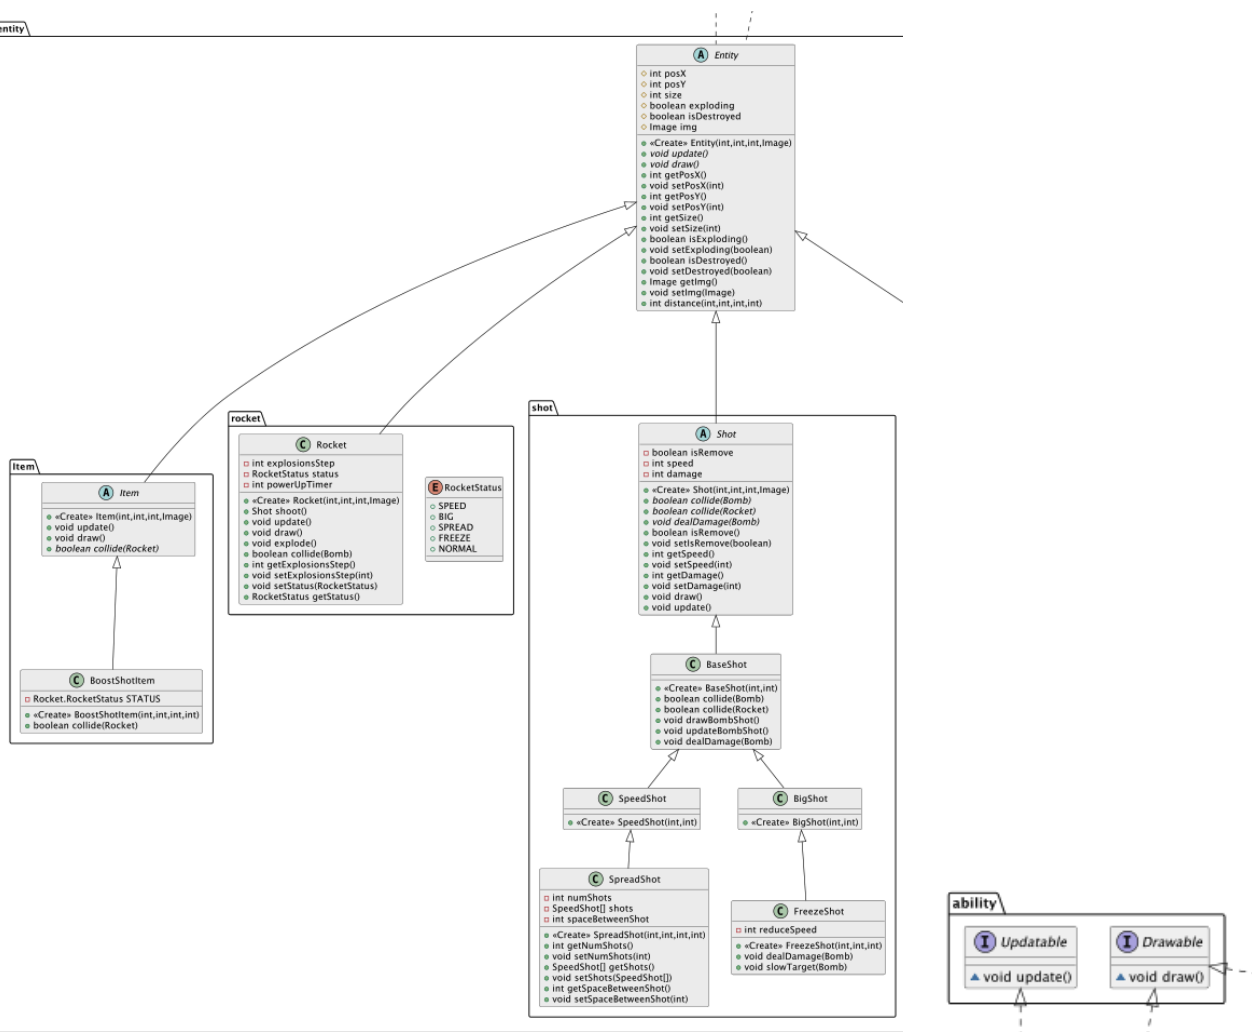 entity
A Entity
int posX
int posY
int size
boolean exploding
boolean isDestroyed
Image img
«Create» Entity(int,int,int,Image)
void update()
void draw()
int getPosX()
void setPosX(int)
int getPosY()
void setPosY(int)
int getSize()
void setSize(int)
boolean isExploding()
void setExploding(boolean)
boolean isDestroyed()
void setDestroyed(boolean)
Image getImg()
void setImg(Image)
int distance(int,int,int,int)
Item
A Item
«Create» Item(int,int,int,Image)
void update()
void draw()
boolean collide(Rocket)
C BoostShotItem
Rocket.RocketStatus STATUS
«Create» BoostShotItem(int,int,int,int)
boolean collide(Rocket)
rocket
C Rocket
int explosionsStep
RocketStatus status
int powerUpTimer
«Create» Rocket(int,int,int,Image)
Shot shoot()
void update()
void draw()
void explode()
boolean collide(Bomb)
int getExplosionsStep()
void setExplosionsStep(int)
void setStatus(RocketStatus)
RocketStatus getStatus()
E RocketStatus
SPEED
BIG
SPREAD
FREEZE
NORMAL
shot
A Shot
boolean isRemove
int speed
int damage
«Create» Shot(int,int,int,Image)
boolean collide(Bomb)
boolean collide(Rocket)
void dealDamage(Bomb)
boolean isRemove()
void setIsRemove(boolean)
int getSpeed()
void setSpeed(int)
int getDamage()
void setDamage(int)
void draw()
void update()
C BaseShot
«Create» BaseShot(int,int)
boolean collide(Bomb)
boolean collide(Rocket)
void drawBombShot()
void updateBombShot()
void dealDamage(Bomb)
C SpeedShot
«Create» SpeedShot(int,int)
C BigShot
«Create» BigShot(int,int)
C SpreadShot
int numShots
SpeedShot[] shots
int spaceBetweenShot
«Create» SpreadShot(int,int,int,int)
int getNumShots()
void setNumShots(int)
SpeedShot[] getShots()
void setShots(SpeedShot[])
int getSpaceBetweenShot()
void setSpaceBetweenShot(int)
C FreezeShot
int reduceSpeed
«Create» FreezeShot(int,int,int)
void dealDamage(Bomb)
void slowTarget(Bomb)
ability
I Updatable
void update()
I Drawable
void draw()